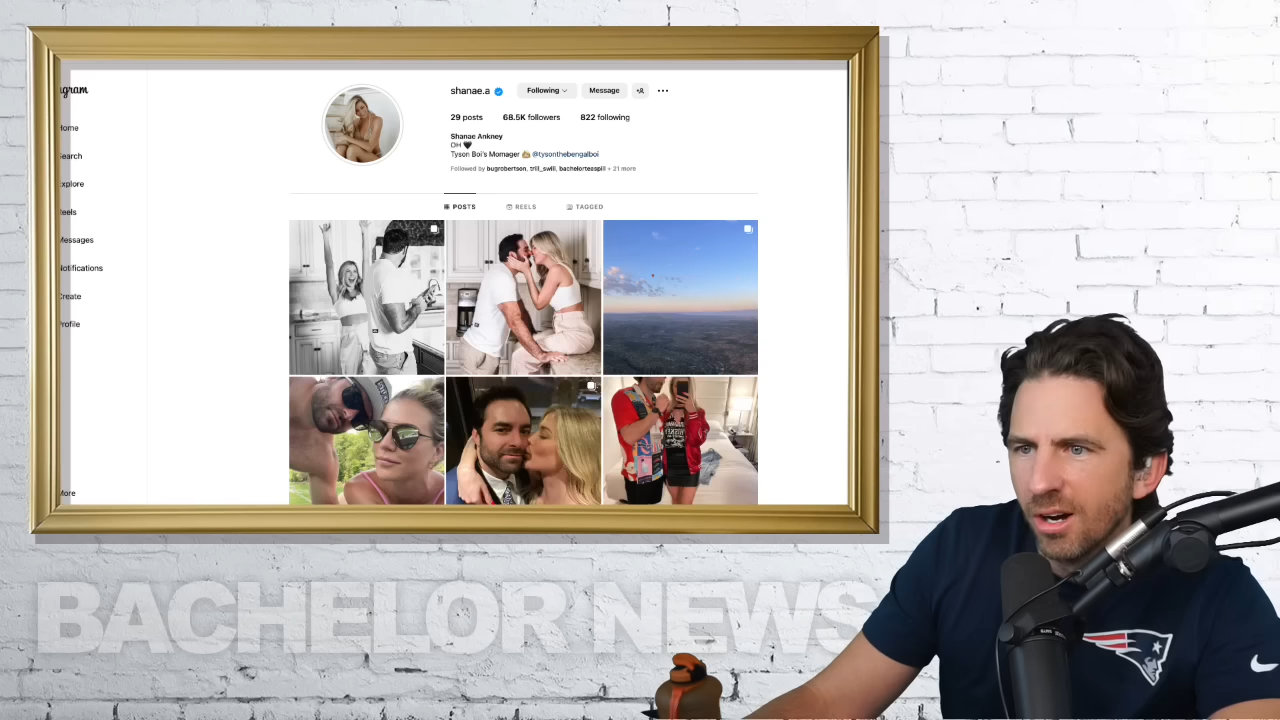 gram
shanae.a
Following
Message
Home
29 posts 68.5K followers 822 following
Shanae Ankney
OH 🖤
Search
Tyson Boi's Momager @tysonthebengalboi
Followed by bugrobertson, trill_swill, bachelorteaspill + 21 more
Explore
POSTS REELS TAGGED
Reels
Messages
Notifications
Create
Profile
More
BACHELOR NEWS